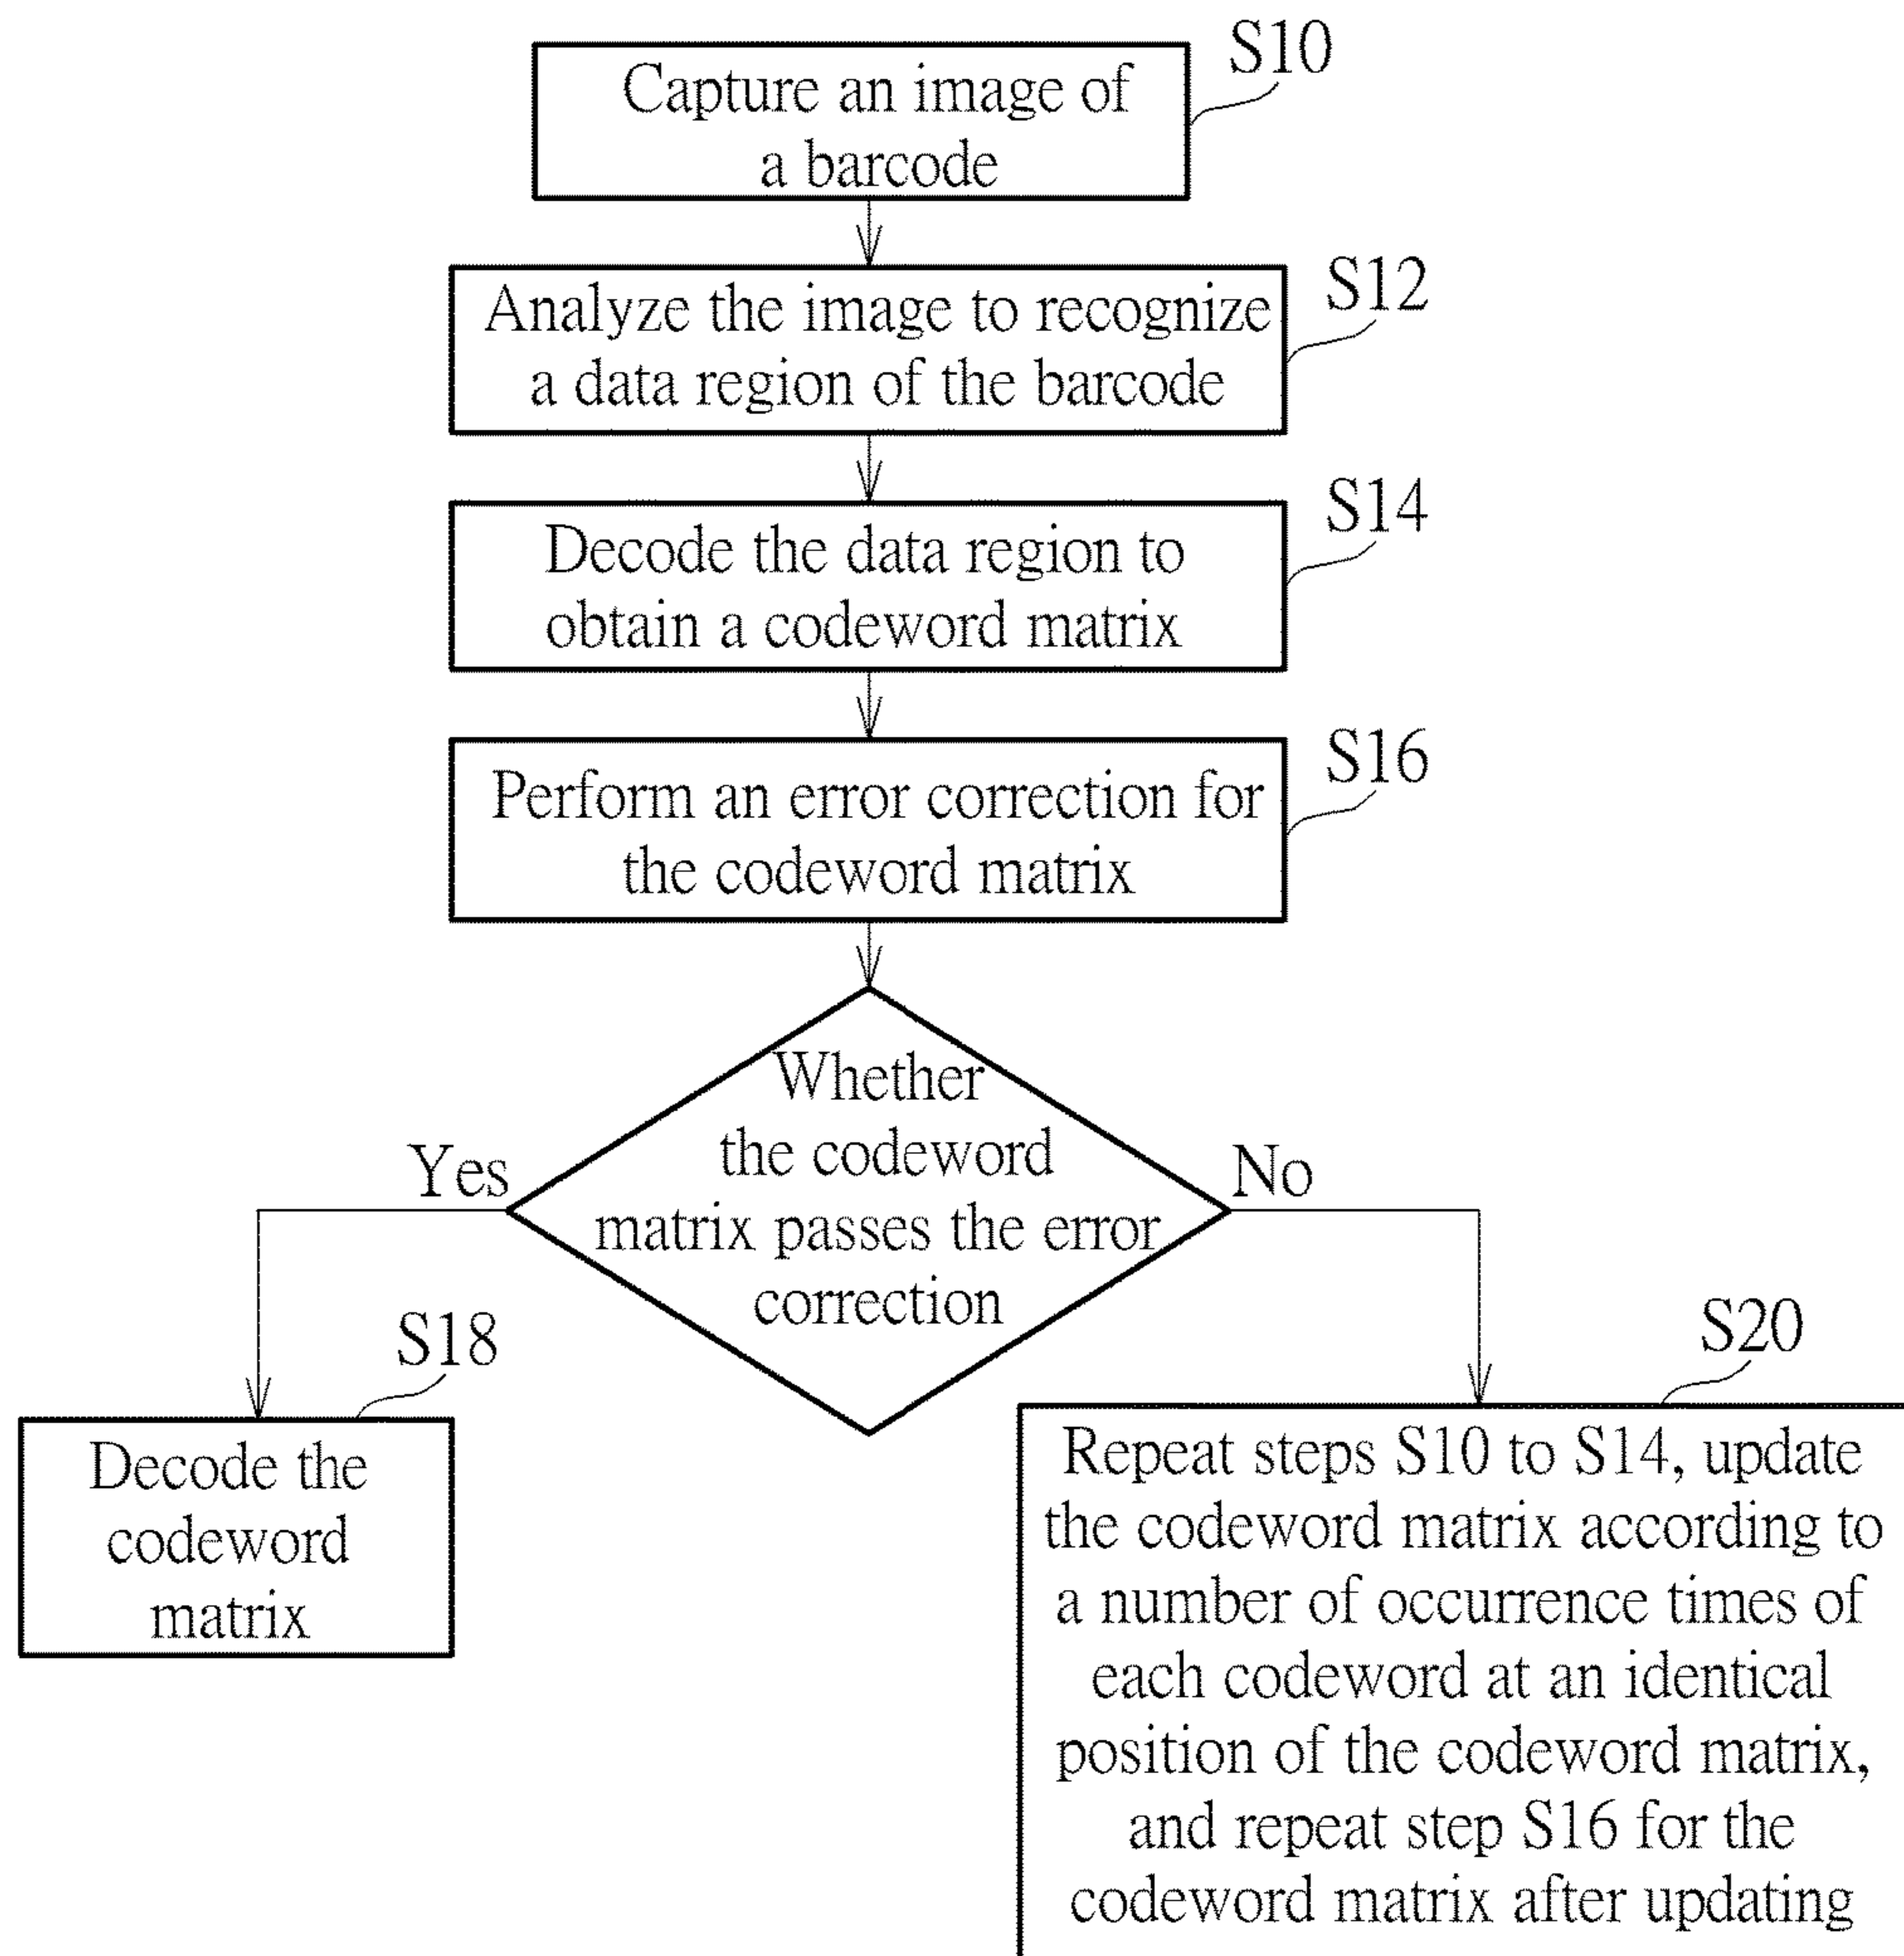 S10
Capture an image of
a barcode
S12
Analyze the image to recognize
a data region of the barcode
S14
Decode the data region to
obtain a codeword matrix
S16
Perform an error correction for
the codeword matrix
Whether
the codeword
matrix passes the error
correction
Yes
No
S18
Decode the
codeword
matrix
S20
Repeat steps S10 to S14, update
the codeword matrix according to
a number of occurrence times of
each codeword at an identical
position of the codeword matrix,
and repeat step S16 for the
codeword matrix after updating